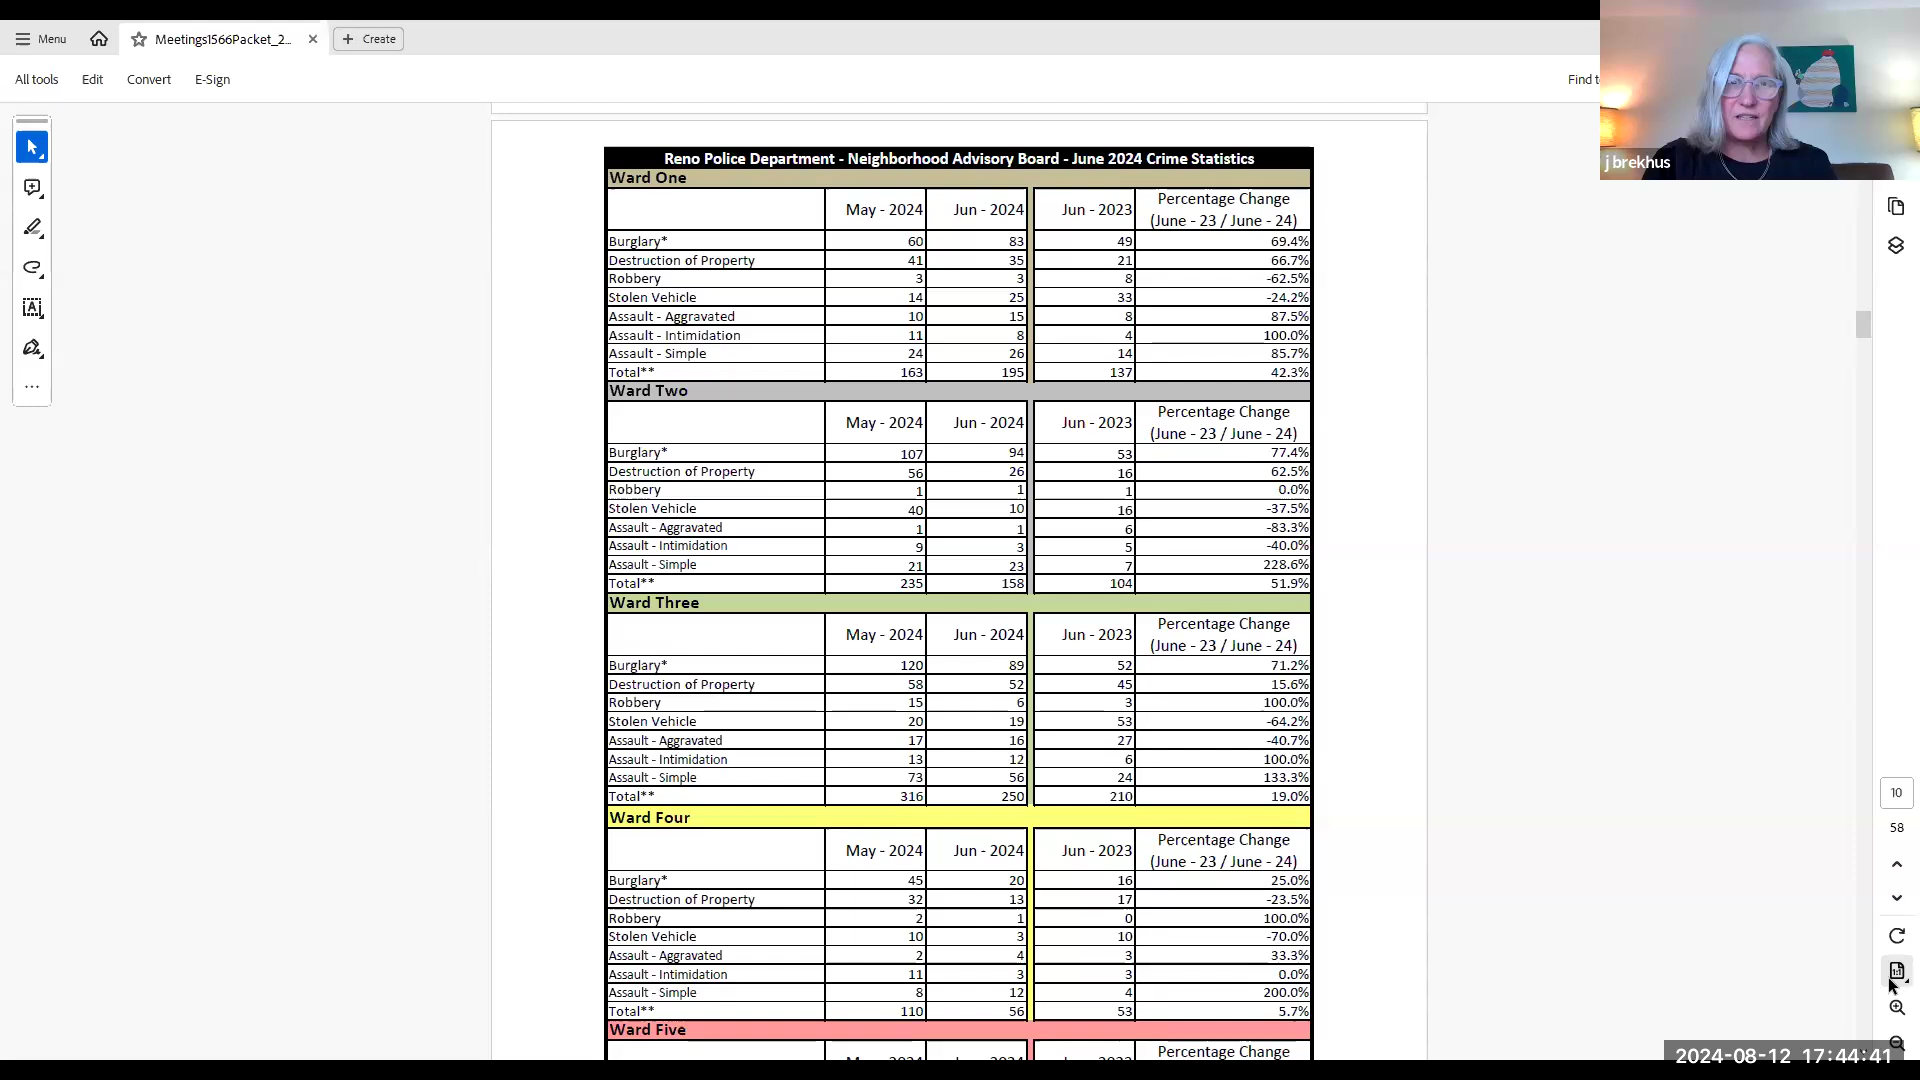 Menu
Meetings1566Packet_2...
Create
All tools
Edit
Convert
E-Sign
j brekhus
Reno Police Department - Neighborhood Advisory Board - June 2024 Crime Statistics
Ward One
May - 2024 Jun - 2024 Jun - 2023 Percentage Change (June - 23 / June - 24)
Burglary* 60 83 49 69.4%
Destruction of Property 41 35 21 66.7%
Robbery 3 3 8 -62.5%
Stolen Vehicle 14 25 33 -24.2%
Assault - Aggravated 10 15 8 87.5%
Assault - Intimidation 11 8 4 100.0%
Assault - Simple 24 26 14 85.7%
Total** 163 195 137 42.3%
Ward Two
May - 2024 Jun - 2024 Jun - 2023 Percentage Change (June - 23 / June - 24)
Burglary* 107 94 53 77.4%
Destruction of Property 56 26 16 62.5%
Robbery 1 1 1 0.0%
Stolen Vehicle 40 10 16 -37.5%
Assault - Aggravated 1 1 6 -83.3%
Assault - Intimidation 9 3 5 -40.0%
Assault - Simple 21 23 7 228.6%
Total** 235 158 104 51.9%
Ward Three
May - 2024 Jun - 2024 Jun - 2023 Percentage Change (June - 23 / June - 24)
Burglary* 120 89 52 71.2%
Destruction of Property 58 52 45 15.6%
Robbery 15 6 3 100.0%
Stolen Vehicle 20 19 53 -64.2%
Assault - Aggravated 17 16 27 -40.7%
Assault - Intimidation 13 12 6 100.0%
Assault - Simple 73 56 24 133.3%
Total** 316 250 210 19.0%
Ward Four
May - 2024 Jun - 2024 Jun - 2023 Percentage Change (June - 23 / June - 24)
Burglary* 45 20 16 25.0%
Destruction of Property 32 13 17 -23.5%
Robbery 2 1 0 100.0%
Stolen Vehicle 10 3 10 -70.0%
Assault - Aggravated 2 4 3 33.3%
Assault - Intimidation 11 3 3 0.0%
Assault - Simple 8 12 4 200.0%
Total** 110 56 53 5.7%
Ward Five
Percentage Change
10
58
2024-08-12 17:44:41